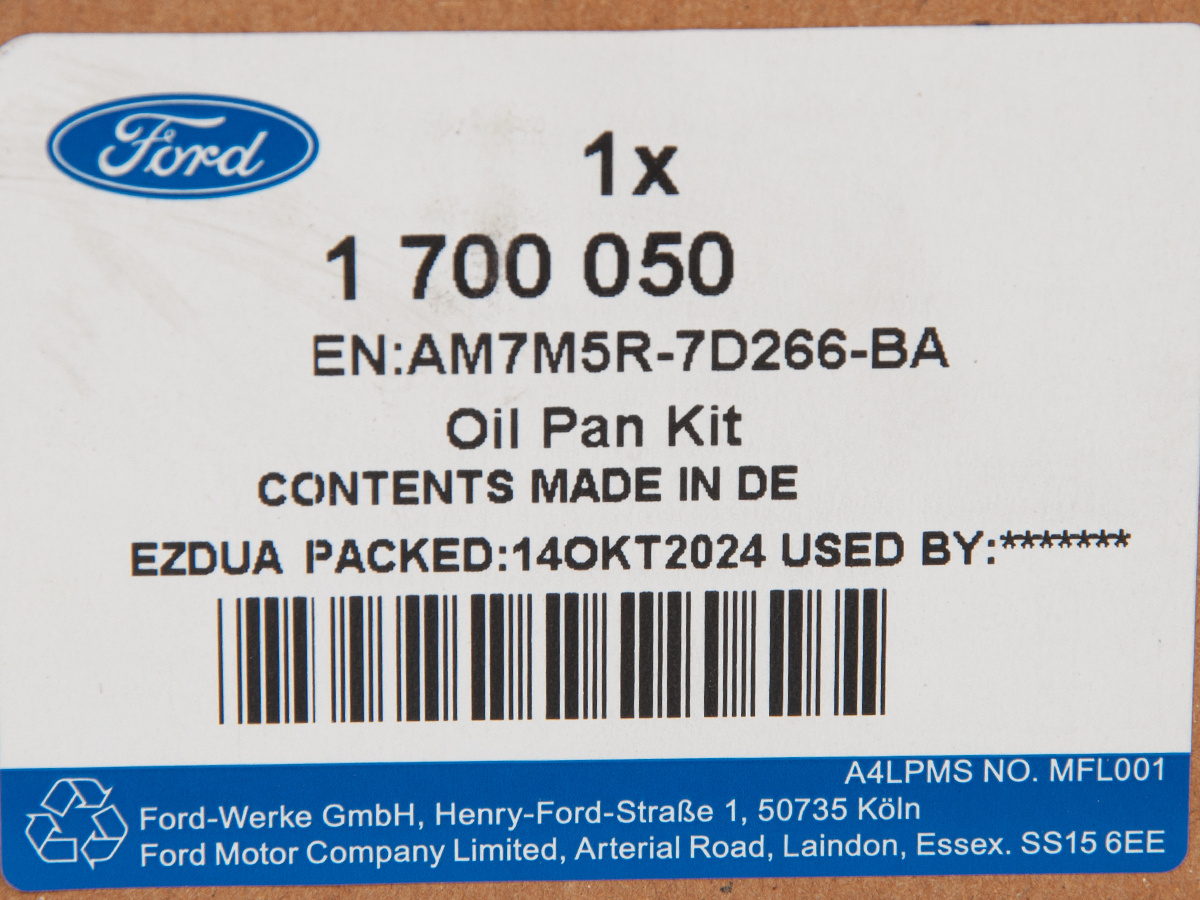 Ford
1x
1 700 050
EN:AM7M5R-7D266-BA
Oil Pan Kit
CONTENTS MADE IN DE
EZDUA PACKED:14OKT2024 USED BY:*******
A4LPMS NO. MFL001
Ford-Werke GmbH, Henry-Ford-Straße 1, 50735 Köln
Ford Motor Company Limited, Arterial Road, Laindon, Essex. SS15 6EE